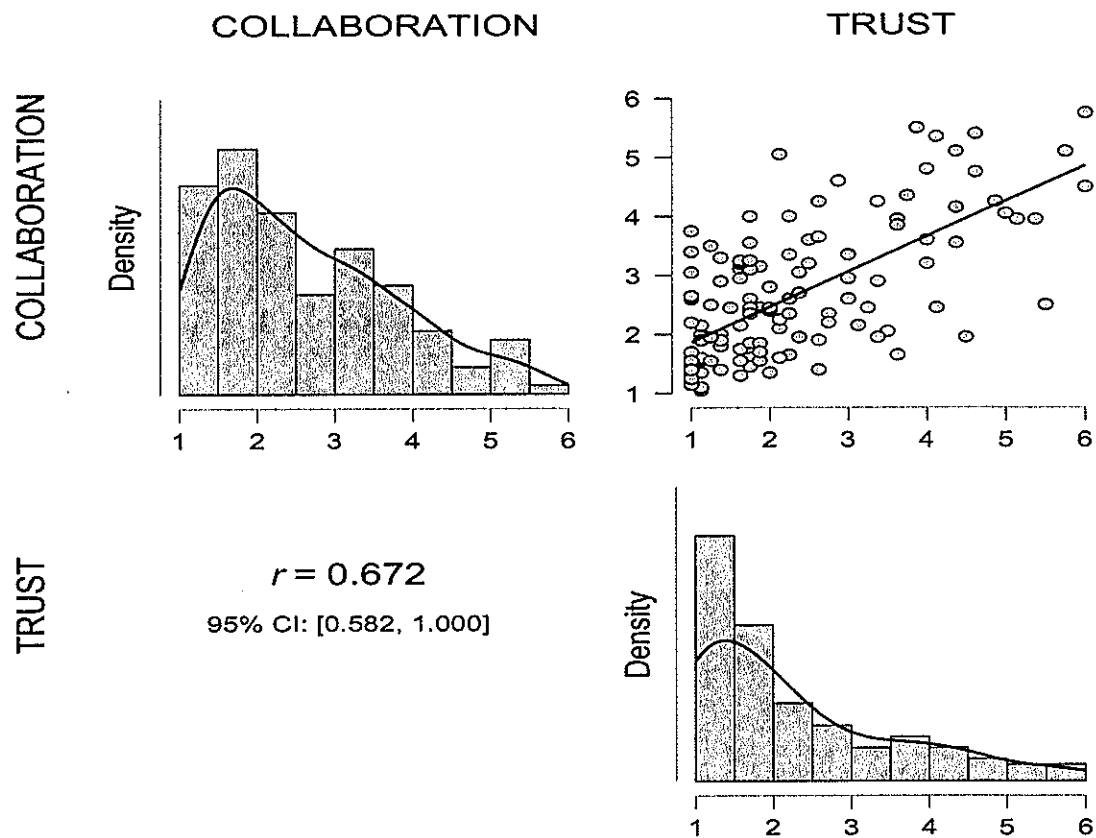 COLLABORATION
TRUST
COLLABORATION
Density
1 2 3 4 5 6
6
5
4
3
2
1
1 2 3 4 5 6
TRUST
r = 0.672
95% CI: [0.582, 1.000]
Density
1 2 3 4 5 6